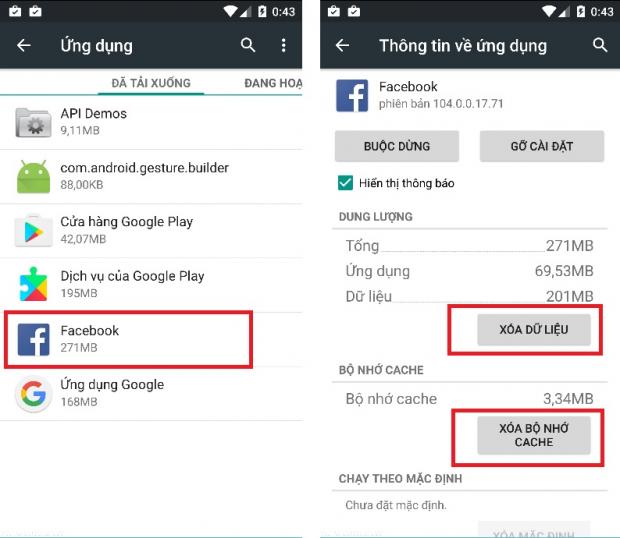 0:43
Ứng dụng
ĐÃ TẢI XUỐNG
ĐANG HOẠ
API Demos
9,11MB
com.android.gesture.builder
88,00KB
Cửa hàng Google Play
42,07MB
Dịch vụ của Google Play
195MB
Facebook
271MB
Ứng dụng Google
168MB
0:43
Thông tin về ứng dụng
Facebook
phiên bản 104.0.0.17.71
BUỘC DỪNG
GỠ CÀI ĐẶT
Hiển thị thông báo
DUNG LƯỢNG
Tổng 271MB
Ứng dụng 69,53MB
Dữ liệu 201MB
XÓA DỮ LIỆU
BỘ NHỚ CACHE
Bộ nhớ cache 3,34MB
XÓA BỘ NHỚ
CACHE
CHẠY THEO MẶC ĐỊNH
Chưa đặt mặc định.
XÓA MẶC ĐỊNH